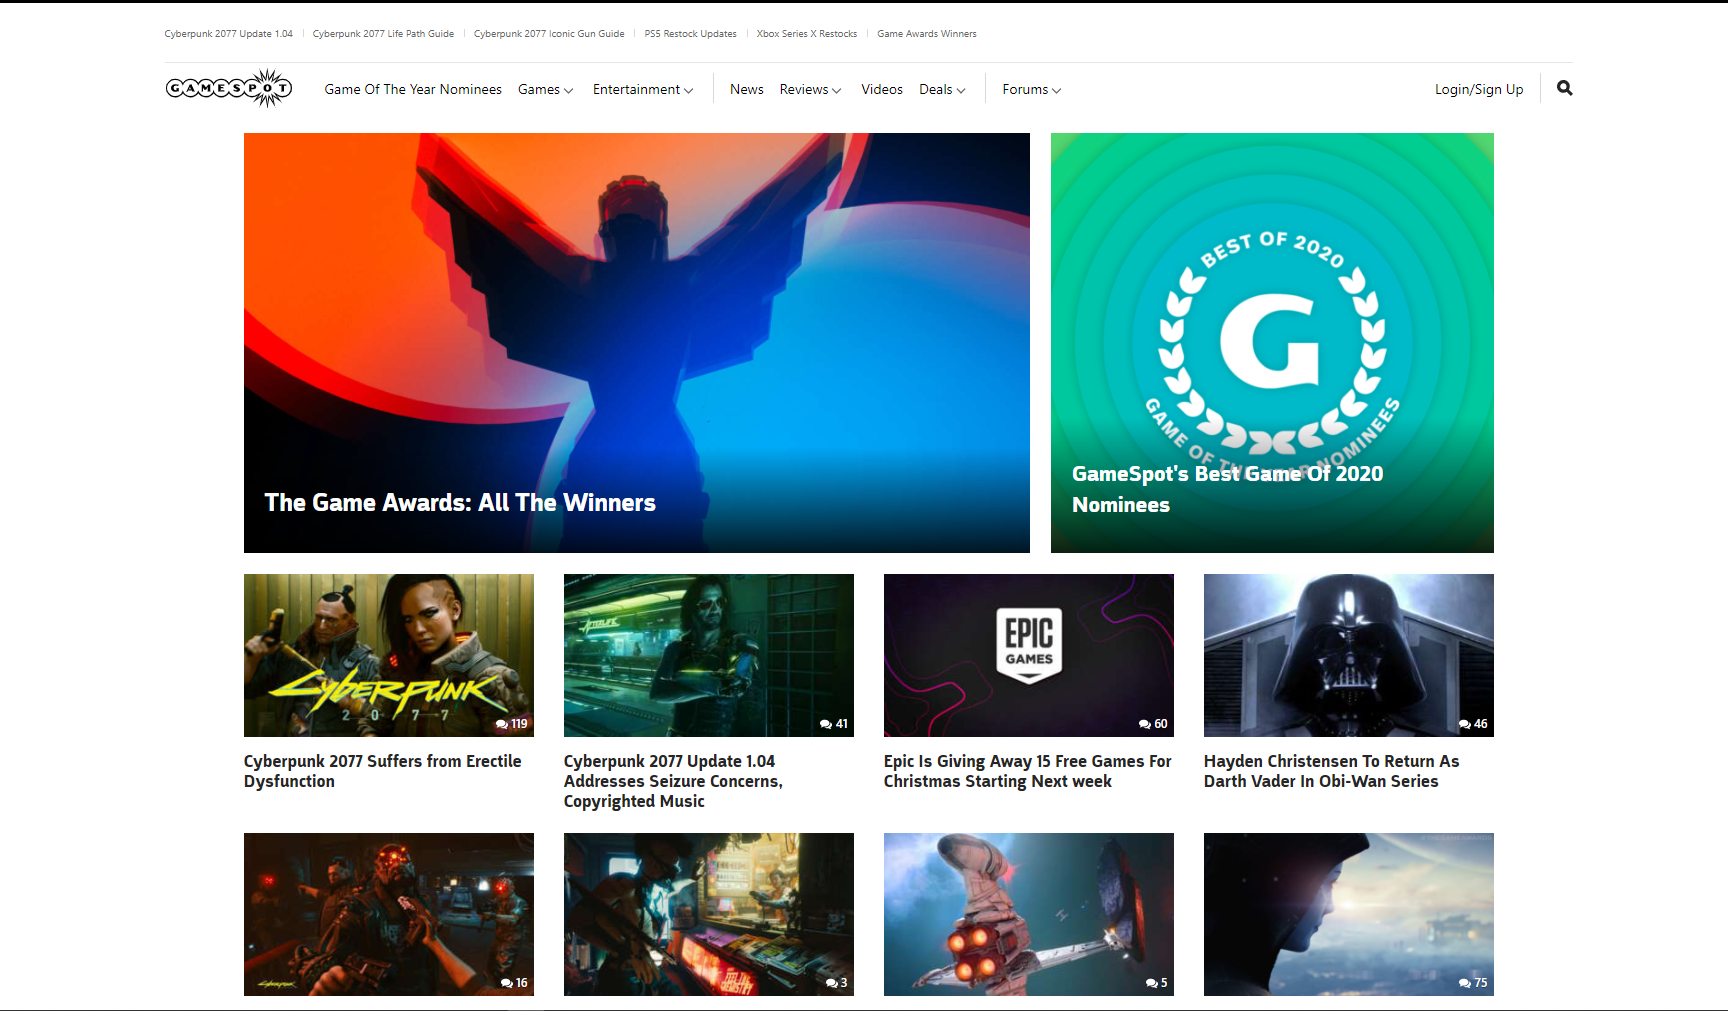 Cyberpunk 2077 Update 1.04
Cyberpunk 2077 Life Path Guide
Cyberpunk 2077 Iconic Gun Guide
PS5 Restock Updates
Xbox Series X Restocks
Game Awards Winners
GAMESPOT
Game Of The Year Nominees
Games
Entertainment
News
Reviews
Videos
Deals
Forums
Login/Sign Up
The Game Awards: All The Winners
BEST OF 2020
G
GAME OF THE YEAR NOMINEES
GameSpot's Best Game Of 2020
Nominees
Cyberpunk
2077
119
AFTERLIFE
41
EPIC
GAMES
60
46
Cyberpunk 2077 Suffers from Erectile
Dysfunction
Cyberpunk 2077 Update 1.04
Addresses Seizure Concerns,
Copyrighted Music
Epic Is Giving Away 15 Free Games For
Christmas Starting Next week
Hayden Christensen To Return As
Darth Vader In Obi-Wan Series
Cyberpunk
16
3
5
75